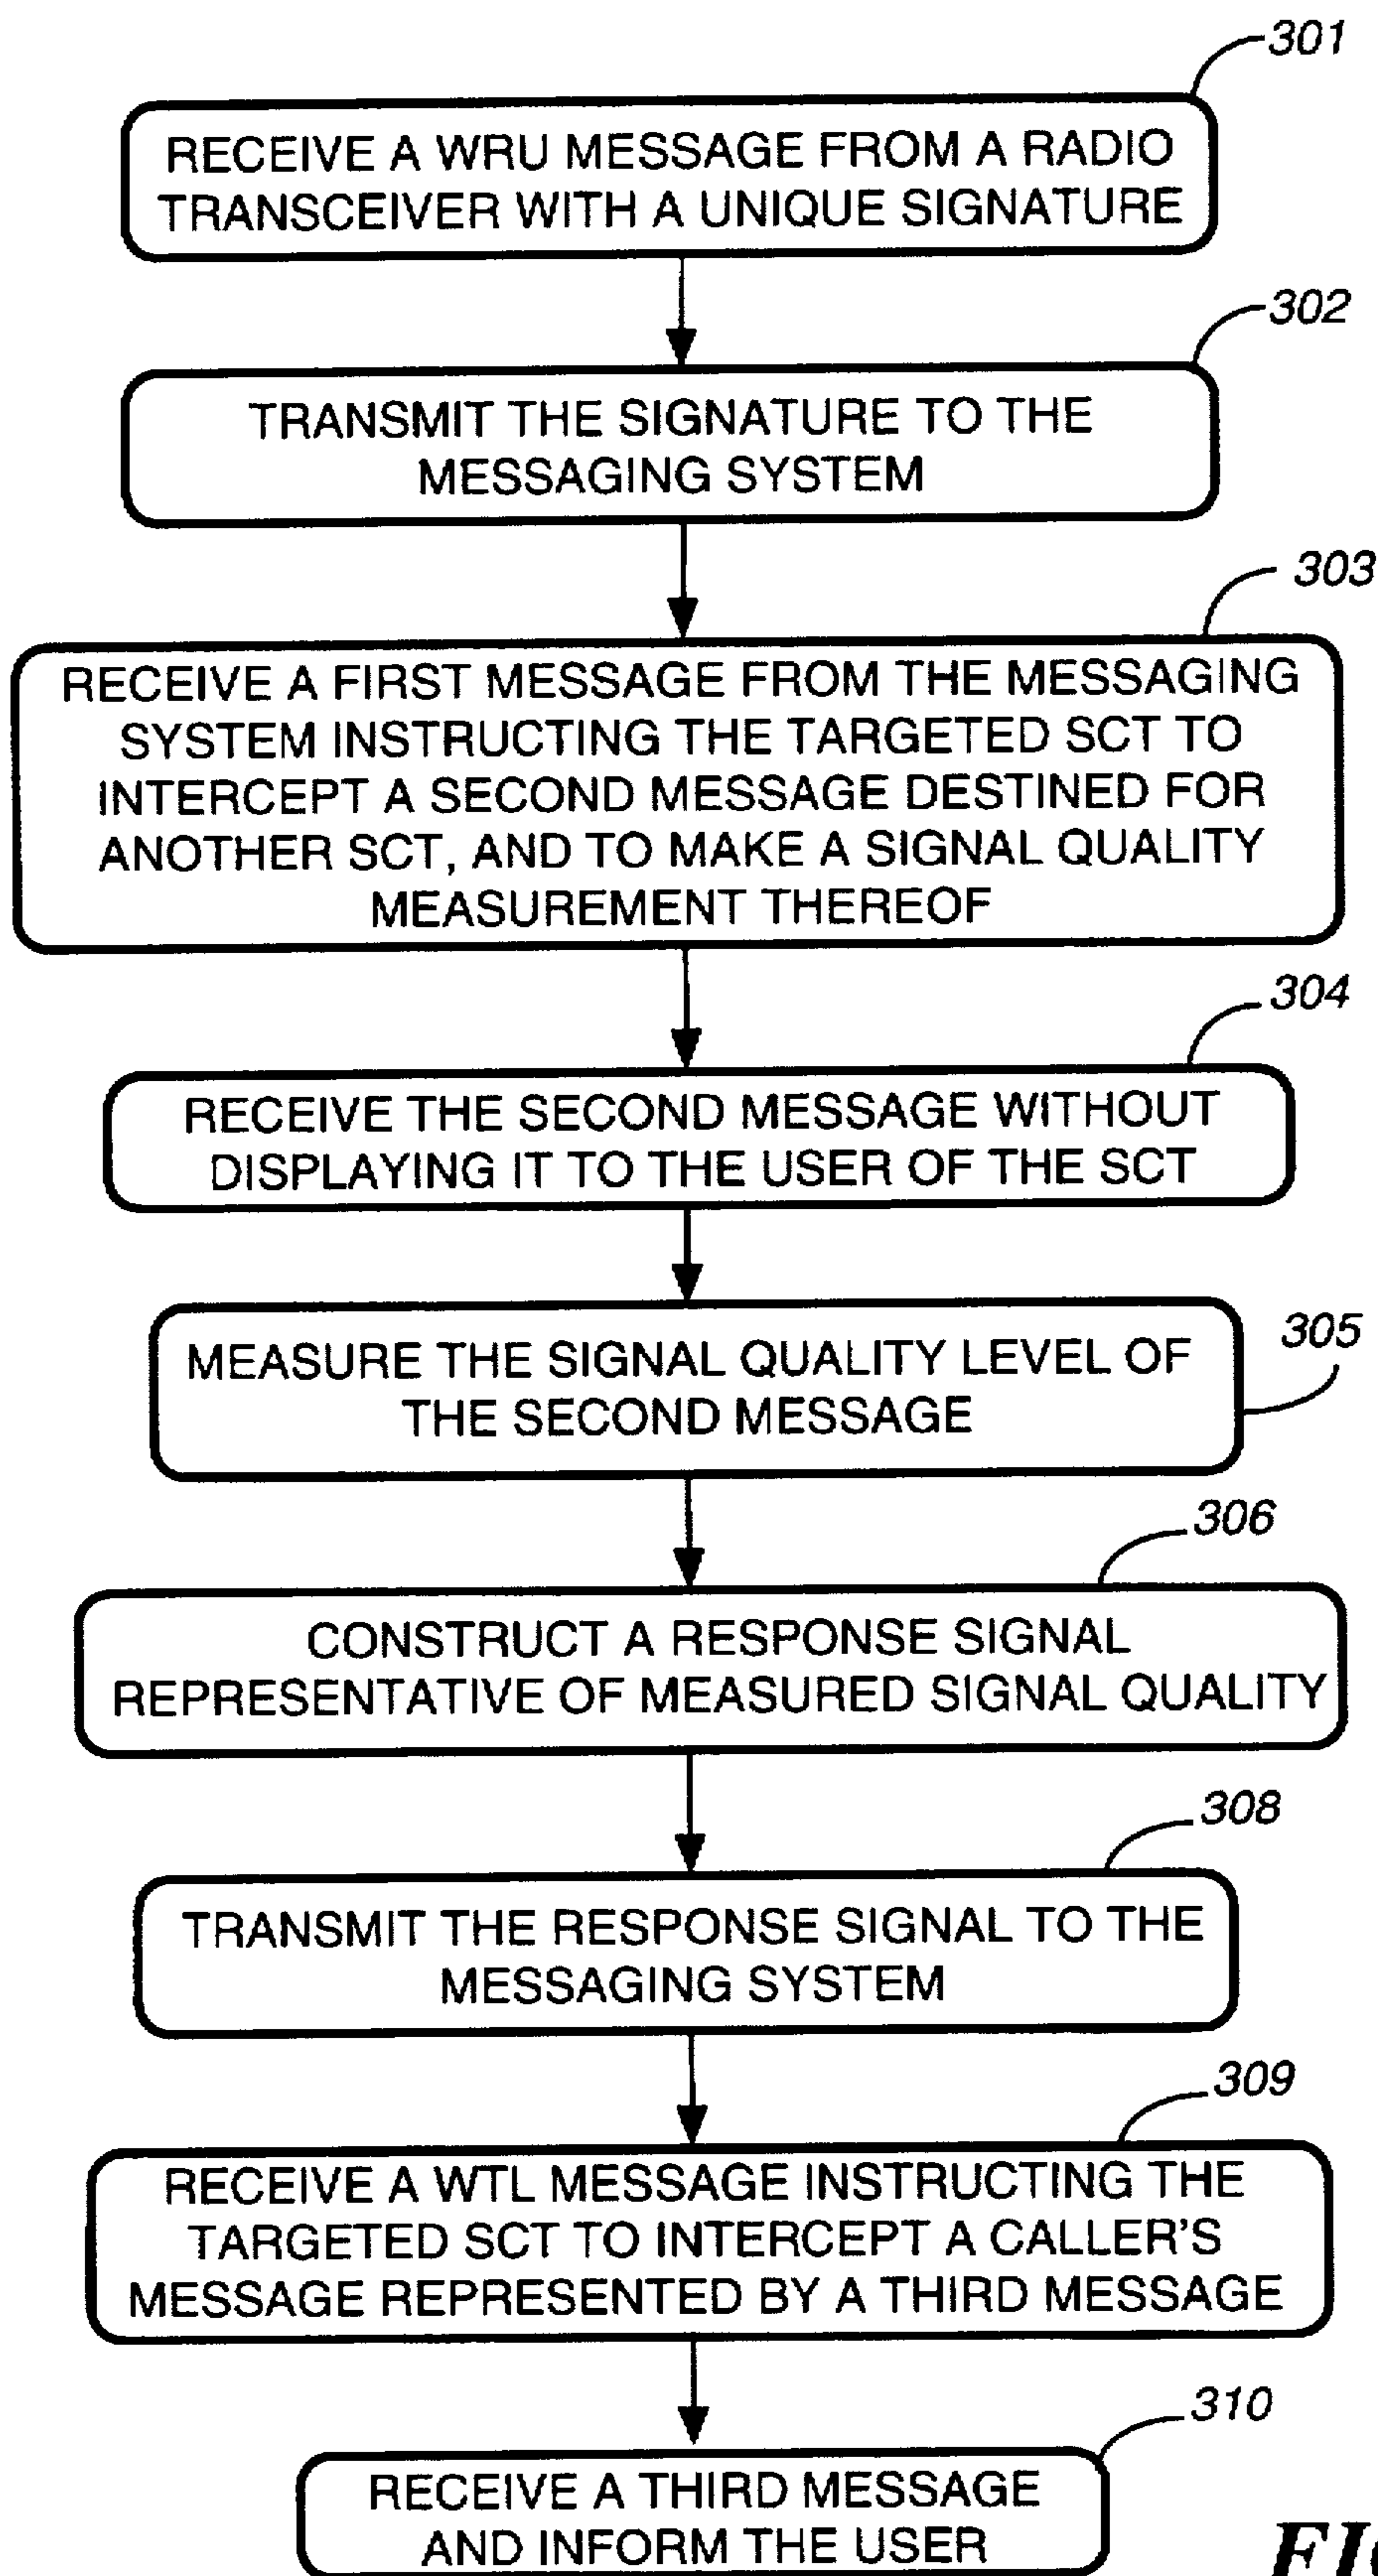 301
RECEIVE A WRU MESSAGE FROM A RADIO
TRANSCEIVER WITH A UNIQUE SIGNATURE
302
TRANSMIT THE SIGNATURE TO THE
MESSAGING SYSTEM
303
RECEIVE A FIRST MESSAGE FROM THE MESSAGING
SYSTEM INSTRUCTING THE TARGETED SCT TO
INTERCEPT A SECOND MESSAGE DESTINED FOR
ANOTHER SCT, AND TO MAKE A SIGNAL QUALITY
MEASUREMENT THEREOF
304
RECEIVE THE SECOND MESSAGE WITHOUT
DISPLAYING IT TO THE USER OF THE SCT
305
MEASURE THE SIGNAL QUALITY LEVEL OF
THE SECOND MESSAGE
306
CONSTRUCT A RESPONSE SIGNAL
REPRESENTATIVE OF MEASURED SIGNAL QUALITY
308
TRANSMIT THE RESPONSE SIGNAL TO THE
MESSAGING SYSTEM
309
RECEIVE A WTL MESSAGE INSTRUCTING THE
TARGETED SCT TO INTERCEPT A CALLER'S
MESSAGE REPRESENTED BY A THIRD MESSAGE
310
RECEIVE A THIRD MESSAGE
AND INFORM THE USER